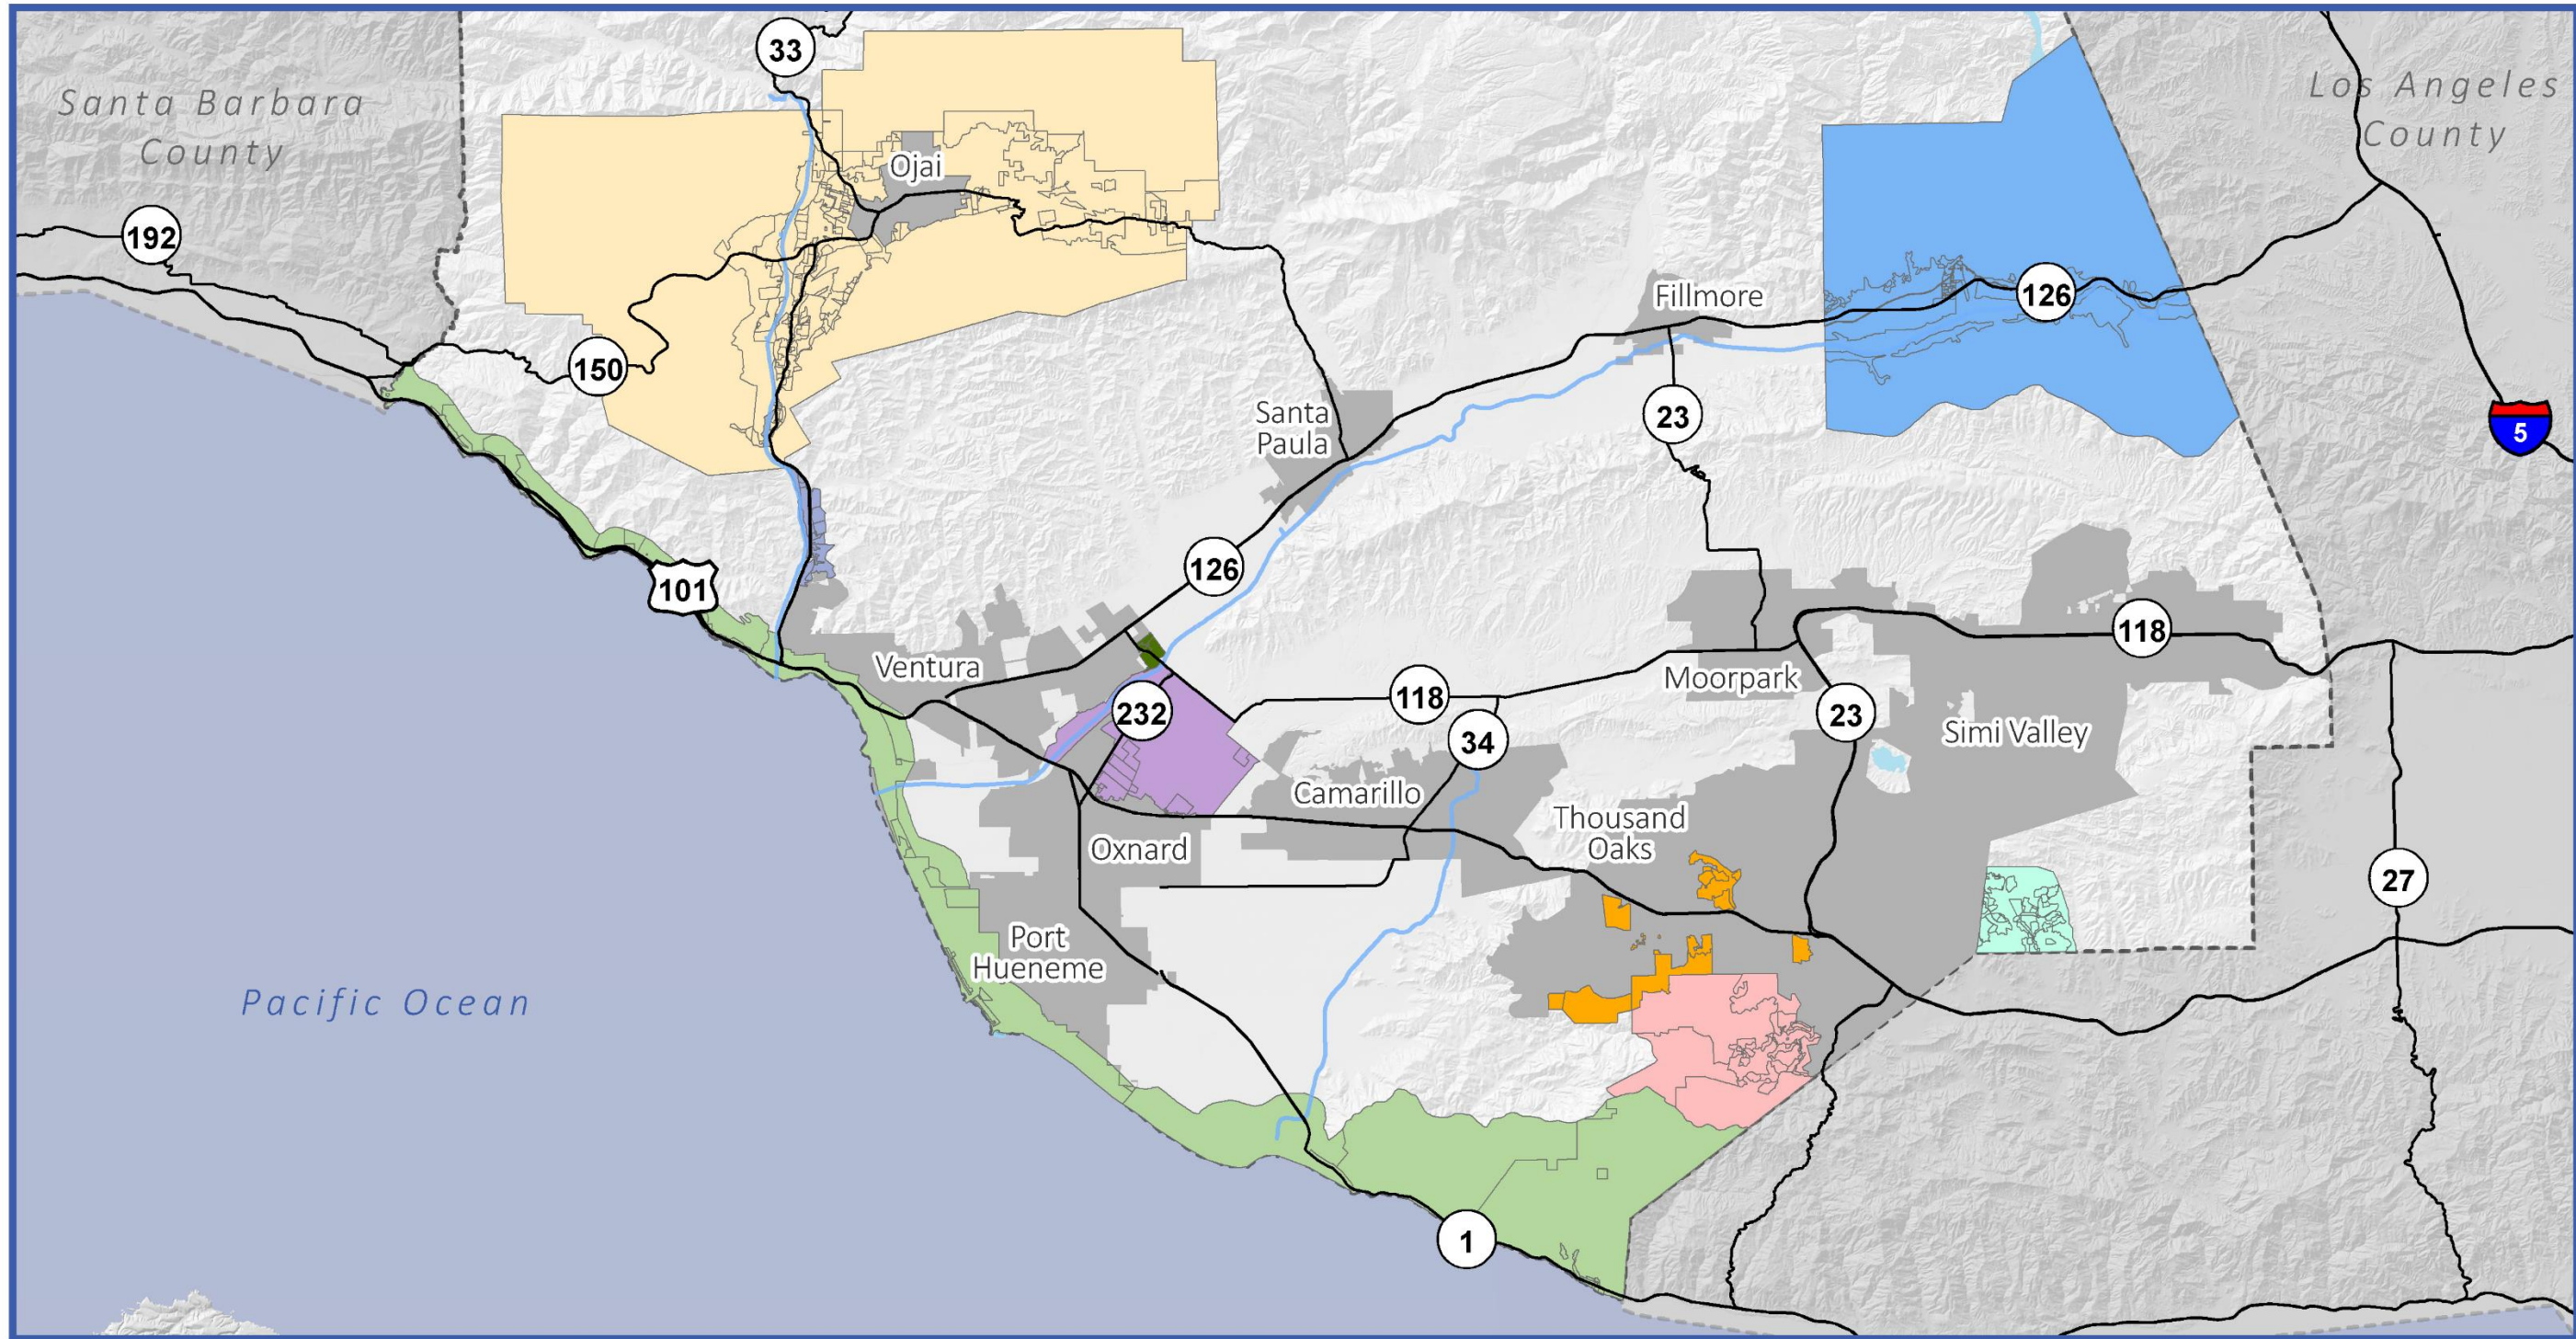 33
Santa Barbara
County
Los Angeles
County
Ojai
192
126
Fillmore
150
23
Santa
Paula
5
126
101
118
Ventura
Moorpark
118
232
23
34
Simi Valley
Camarillo
Thousand
Oaks
Oxnard
27
Port
Hueneme
Pacific Ocean
1